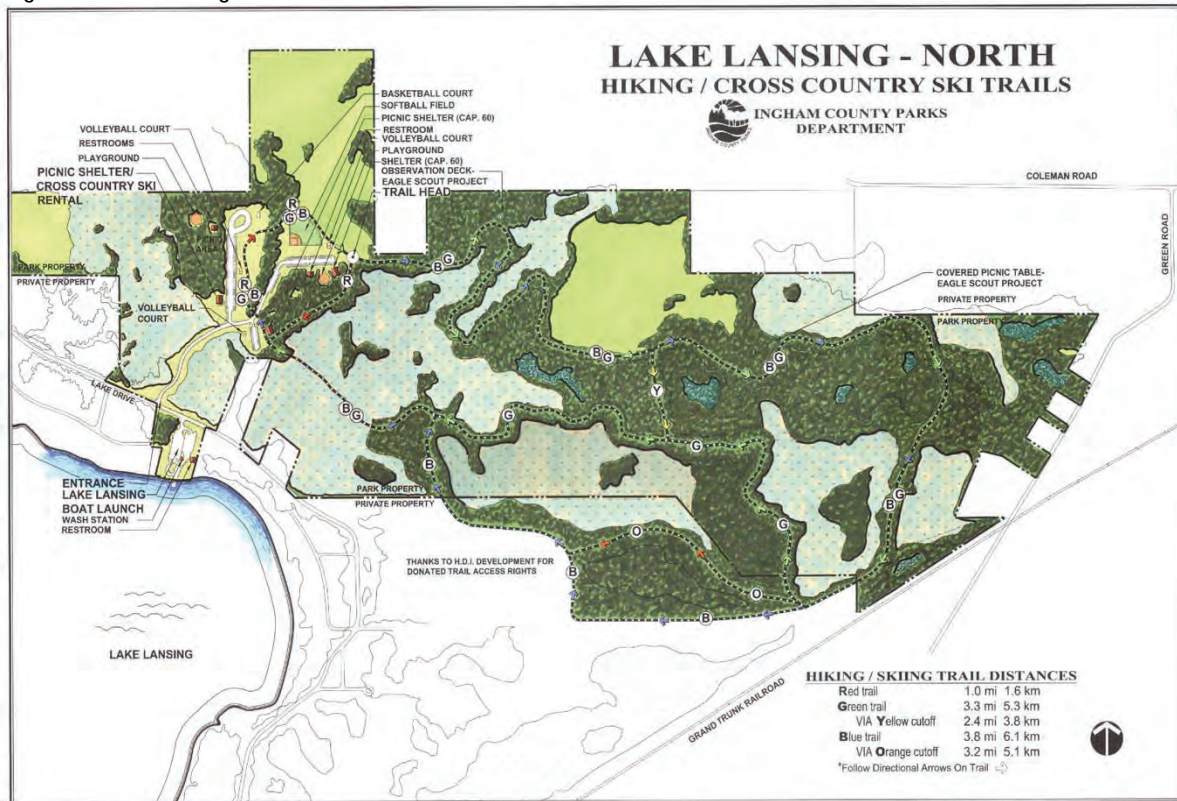 LAKE LANSING - NORTH
HIKING / CROSS COUNTRY SKI TRAILS
INGHAM COUNTY PARKS
DEPARTMENT
BASKETBALL COURT
SOFTBALL FIELD
PICNIC SHELTER (CAP. 60)
RESTROOM
VOLLEYBALL COURT
PLAYGROUND
SHELTER (CAP. 60)
OBSERVATION DECK-
EAGLE SCOUT PROJECT
TRAIL HEAD
VOLLEYBALL COURT
RESTROOMS
PLAYGROUND
PICNIC SHELTER/
CROSS COUNTRY SKI
RENTAL
COLEMAN ROAD
GREEN ROAD
R
G B
R
B G
PARK PROPERTY
PRIVATE PROPERTY
COVERED PICNIC TABLE-
EAGLE SCOUT PROJECT
PRIVATE PROPERTY
PARK PROPERTY
R
G B
VOLLEYBALL
COURT
B G
B G
Y
LAKE DRIVE
B G
G
G
B
B
G
G
ENTRANCE
LAKE LANSING
BOAT LAUNCH
WASH STATION
RESTROOM
PARK PROPERTY
PRIVATE PROPERTY
O
THANKS TO H.D.I. DEVELOPMENT FOR
DONATED TRAIL ACCESS RIGHTS
B
O
B
LAKE LANSING
GRAND TRUNK RAILROAD
HIKING / SKIING TRAIL DISTANCES
Red trail 1.0 mi 1.6 km
Green trail 3.3 mi 5.3 km
VIA Yellow cutoff 2.4 mi 3.8 km
Blue trail 3.8 mi 6.1 km
VIA Orange cutoff 3.2 mi 5.1 km
*Follow Directional Arrows On Trail